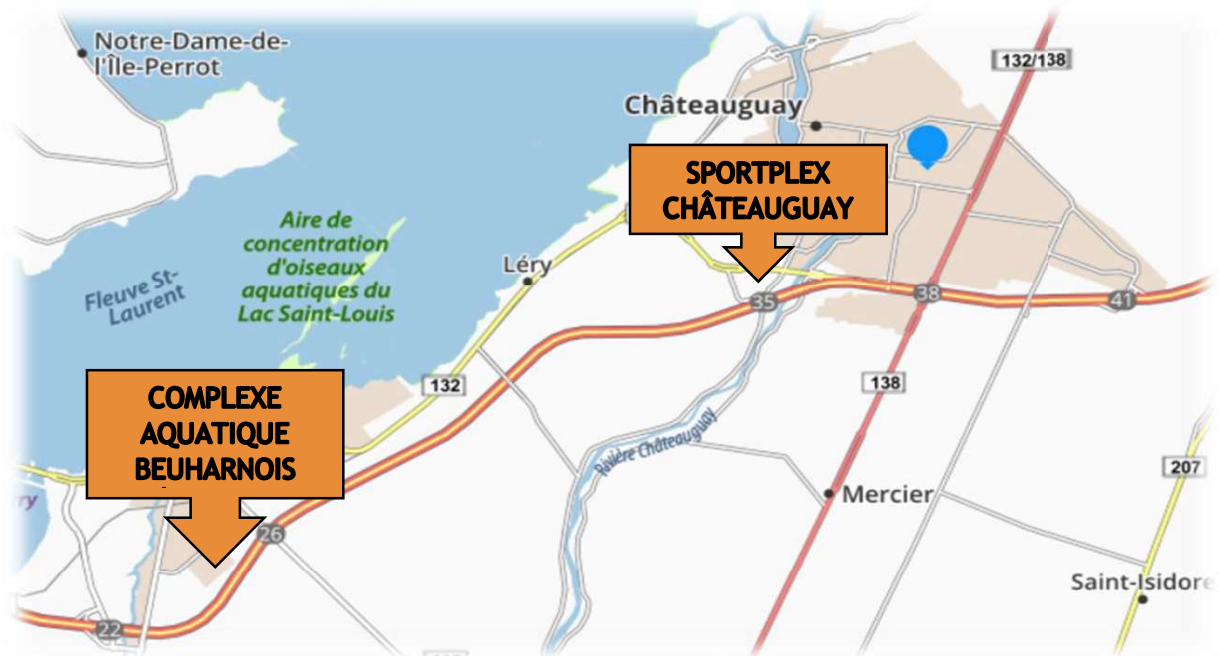 Notre-Dame-de-
l'Île-Perrot
132/138
Châteauguay
SPORTPLEX
CHÂTEAUGUAY
Aire de
concentration
d'oiseaux
aquatiques du
Lac Saint-Louis
Léry
Fleuve St-
Laurent
35
38
41
132
138
COMPLEXE
AQUATIQUE
BEUHARNOIS
Rivière Châteauguay
207
ry
Mercier
26
Saint-Isidore
22